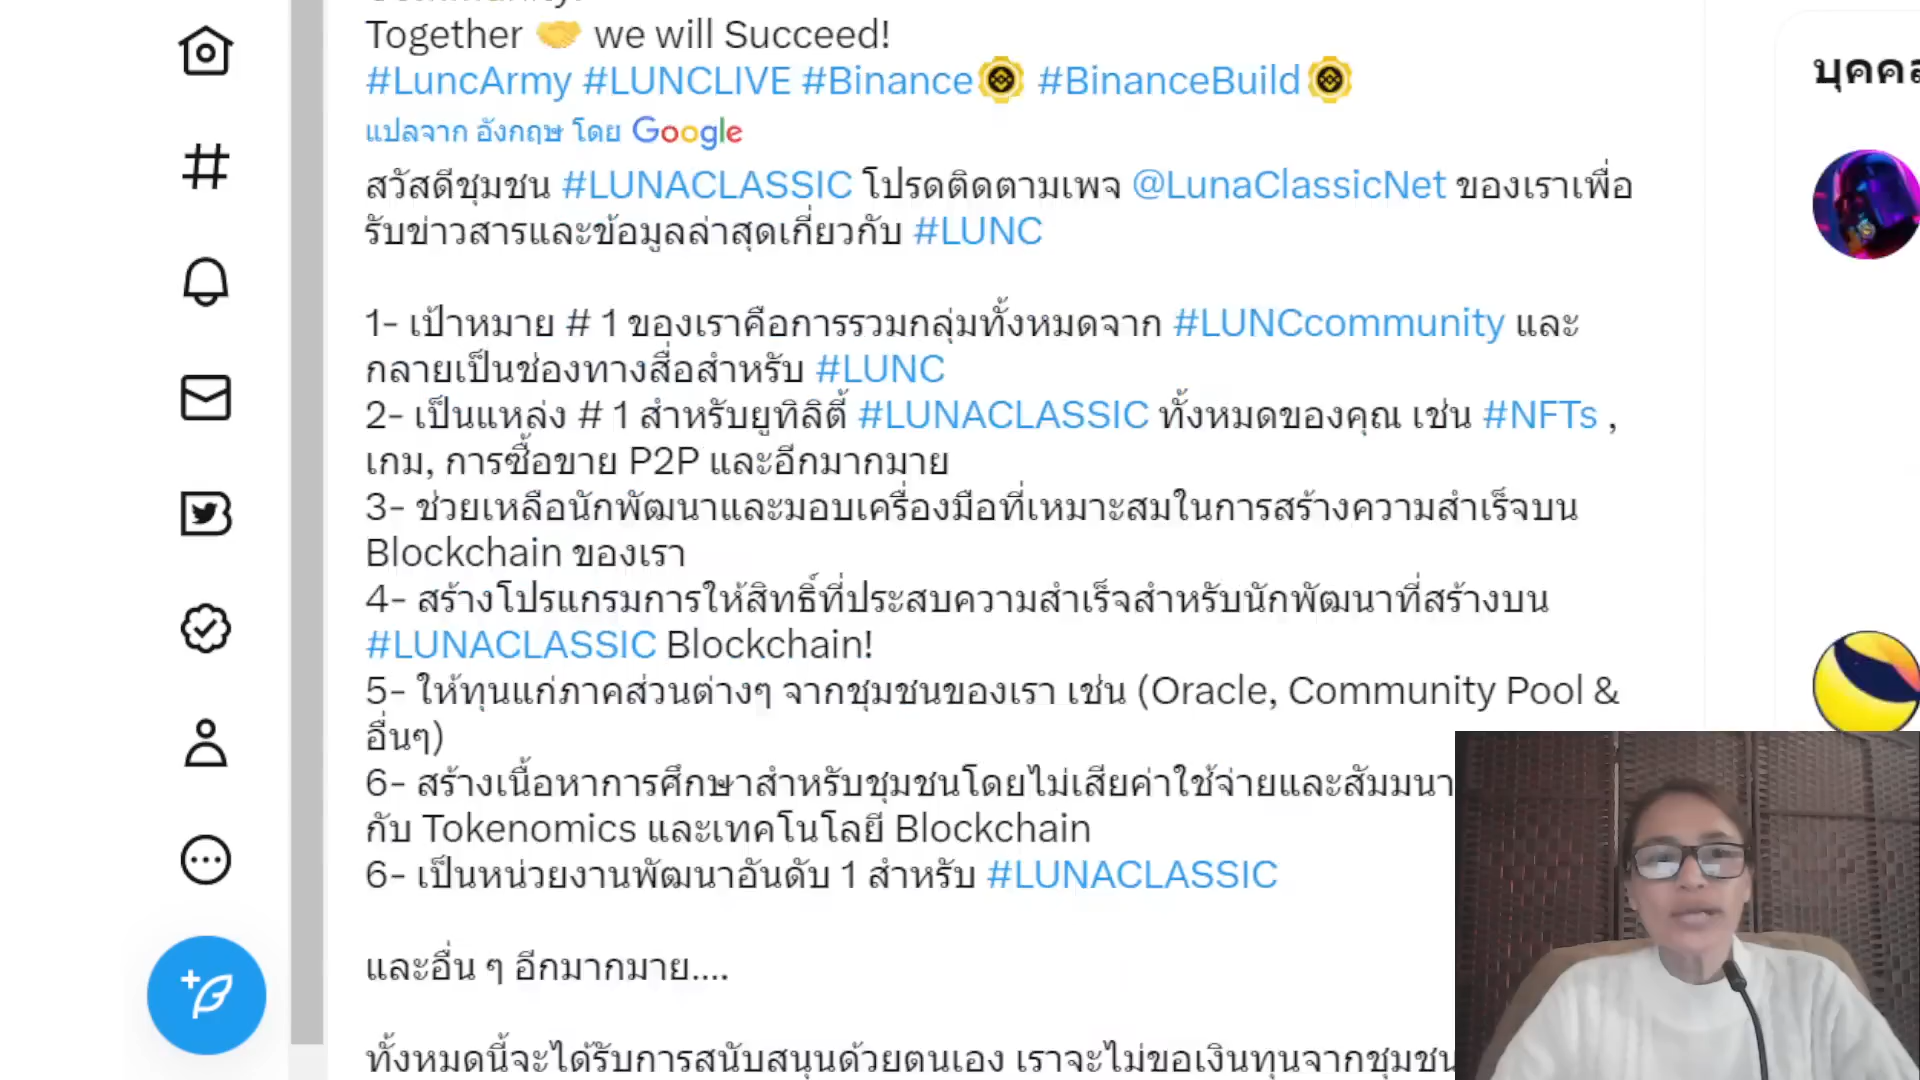 Together 🤝 we will Succeed!
#LuncArmy #LUNCLIVE #Binance #BinanceBuild
แปลจาก อังกฤษ โดย Google
สวัสดีชุมชน #LUNACLASSIC โปรดติดตามเพจ @LunaClassicNet ของเราเพื่อ
รับข่าวสารและข้อมูลล่าสุดเกี่ยวกับ #LUNC
1- เป้าหมาย # 1 ของเราคือการรวมกลุ่มทั้งหมดจาก #LUNCcommunity และ
กลายเป็นช่องทางสื่อสำหรับ #LUNC
2- เป็นแหล่ง # 1 สำหรับยูทิลิตี้ #LUNACLASSIC ทั้งหมดของคุณ เช่น #NFTs ,
เกม, การซื้อขาย P2P และอีกมากมาย
3- ช่วยเหลือนักพัฒนาและมอบเครื่องมือที่เหมาะสมในการสร้างความสำเร็จบน
Blockchain ของเรา
4- สร้างโปรแกรมการให้สิทธิ์ที่ประสบความสำเร็จสำหรับนักพัฒนาที่สร้างบน
#LUNACLASSIC Blockchain!
5- ให้ทุนแก่ภาคส่วนต่างๆ จากชุมชนของเรา เช่น (Oracle, Community Pool &
อื่นๆ)
6- สร้างเนื้อหาการศึกษาสำหรับชุมชนโดยไม่เสียค่าใช้จ่ายและสัมมนา
กับ Tokenomics และเทคโนโลยี Blockchain
6- เป็นหน่วยงานพัฒนาอันดับ 1 สำหรับ #LUNACLASSIC
และอื่น ๆ อีกมากมาย....
ทั้งหมดนี้จะได้รับการสนับสนุนด้วยตนเอง เราจะไม่ขอเงินทุนจากชุมชน